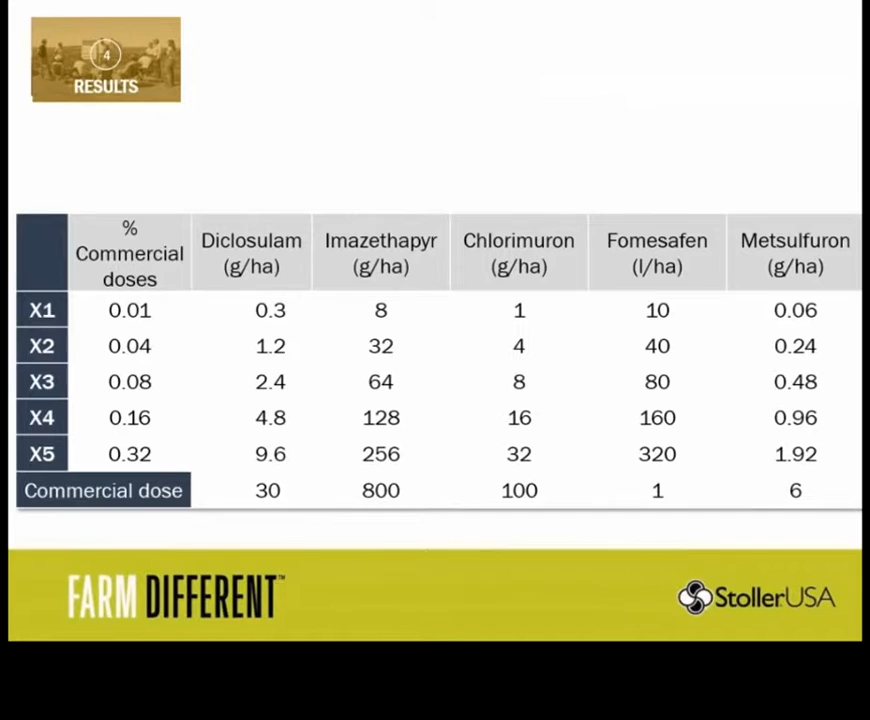 4
RESULTS
%
Commercial
doses
Diclosulam
(g/ha)
Imazethapyr
(g/ha)
Chlorimuron
(g/ha)
Fomesafen
(l/ha)
Metsulfuron
(g/ha)
X1 0.01 0.3 8 1 10 0.06
X2 0.04 1.2 32 4 40 0.24
X3 0.08 2.4 64 8 80 0.48
X4 0.16 4.8 128 16 160 0.96
X5 0.32 9.6 256 32 320 1.92
Commercial dose 30 800 100 1 6
FARM DIFFERENT™
StollerUSA